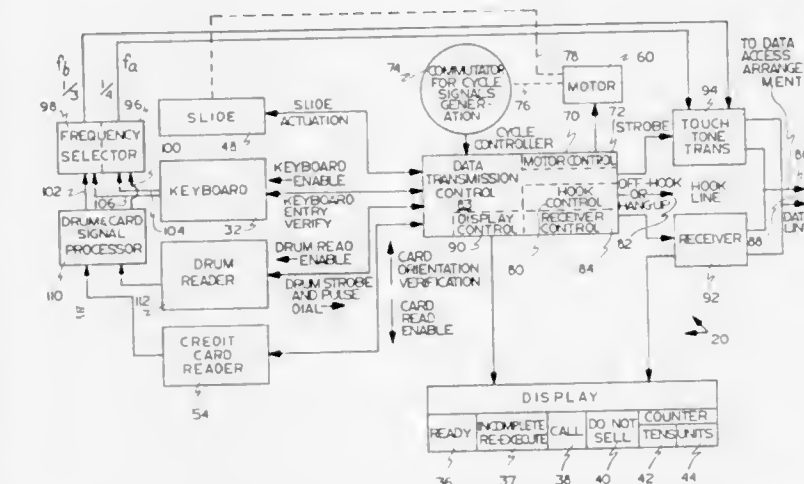 TO DATA
ACCESS
ARRANGE
MENT
fb
1/3
1/4
fa
98
96
FREQUENCY
SELECTOR
SLIDE
100
48
SLIDE
ACTUATION
74
COMMUTATOR
FOR CYCLE
SIGNALS
GENER-
ATION
76
78
60
MOTOR
70
72
CYCLE
CONTROLLER
STROBE
94
TOUCH
TONE
TRANS
102
106
104
KEYBOARD
32
KEYBOARD
ENABLE
KEYBOARD
ENTRY
VERIFY
DATA
TRANSMISSION
CONTROL
83
MOTOR CONTROL
HOOK
CONTROL
DISPLAY
CONTROL
RECEIVER
CONTROL
90
80
84
OFF-HOOK
OR
HANGUP
82
HOOK
LINE
88
DATA
RECEIVER
92
DRUM & CARD
SIGNAL
PROCESSOR
110
112
DRUM
READER
DRUM READ
ENABLE
DRUM STROBE
AND PULSE
DIAL
CARD
ORIENTATION
VERIFICATION
CARD
READ
ENABLE
CREDIT
CARD
READER
54
20
DISPLAY
READY
INCOMPLETE
RE-EXECUTE
CALL
DO NOT
SELL
COUNTER
TENS
UNITS
36
37
38
40
42
44